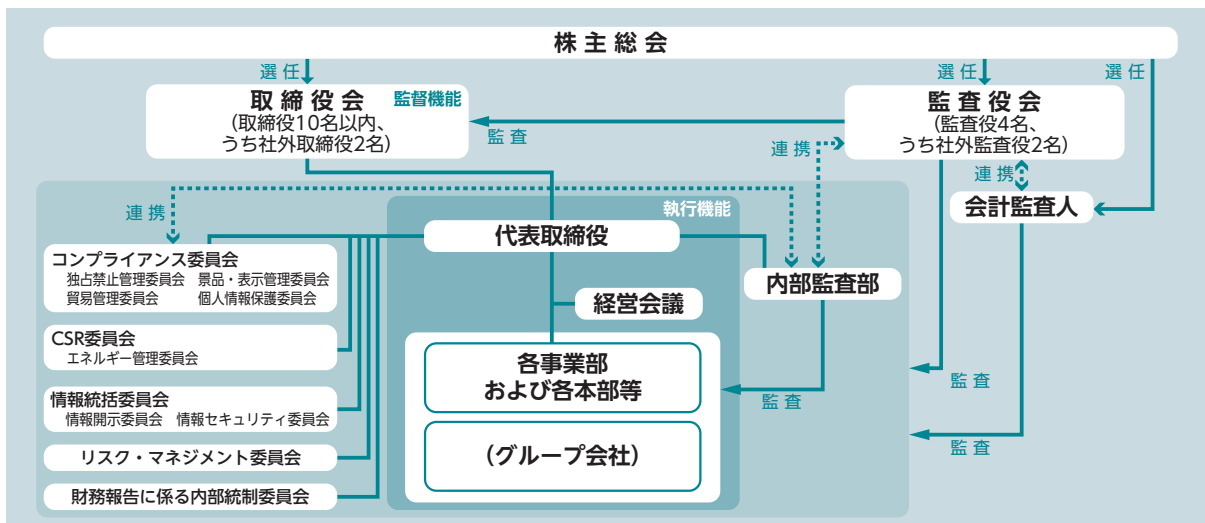 株主総会
選任
選任
選任
取締役会
監督機能
(取締役10名以内、
うち社外取締役2名)
監査役会
(監査役4名、
うち社外監査役2名)
監査
連携
連携
会計監査人
連携
執行機能
代表取締役
コンプライアンス委員会
独占禁止管理委員会 景品・表示管理委員会
貿易管理委員会 個人情報保護委員会
内部監査部
経営会議
CSR委員会
エネルギー管理委員会
各事業部
および各本部等
監査
監査
情報統括委員会
情報開示委員会 情報セキュリティ委員会
(グループ会社)
監査
リスク・マネジメント委員会
財務報告に係る内部統制委員会